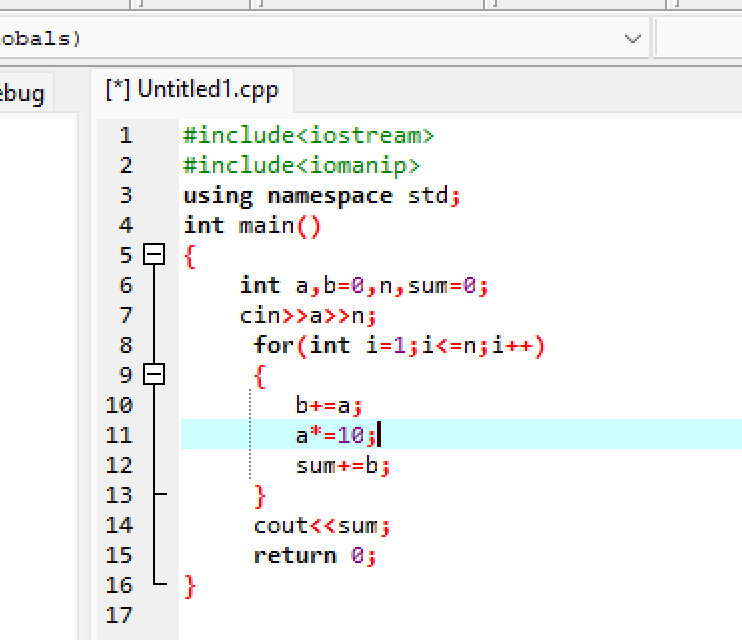 obals)
ebug
[*] Untitled1.cpp
1 #include<iostream>
2 #include<iomanip>
3 using namespace std;
4 int main()
5 {
6 int a,b=0,n,sum=0;
7 cin>>a>>n;
8 for(int i=1;i<=n;i++)
9 {
10 b+=a;
11 a*=10;
12 sum+=b;
13 }
14 cout<<sum;
15 return 0;
16 }
17